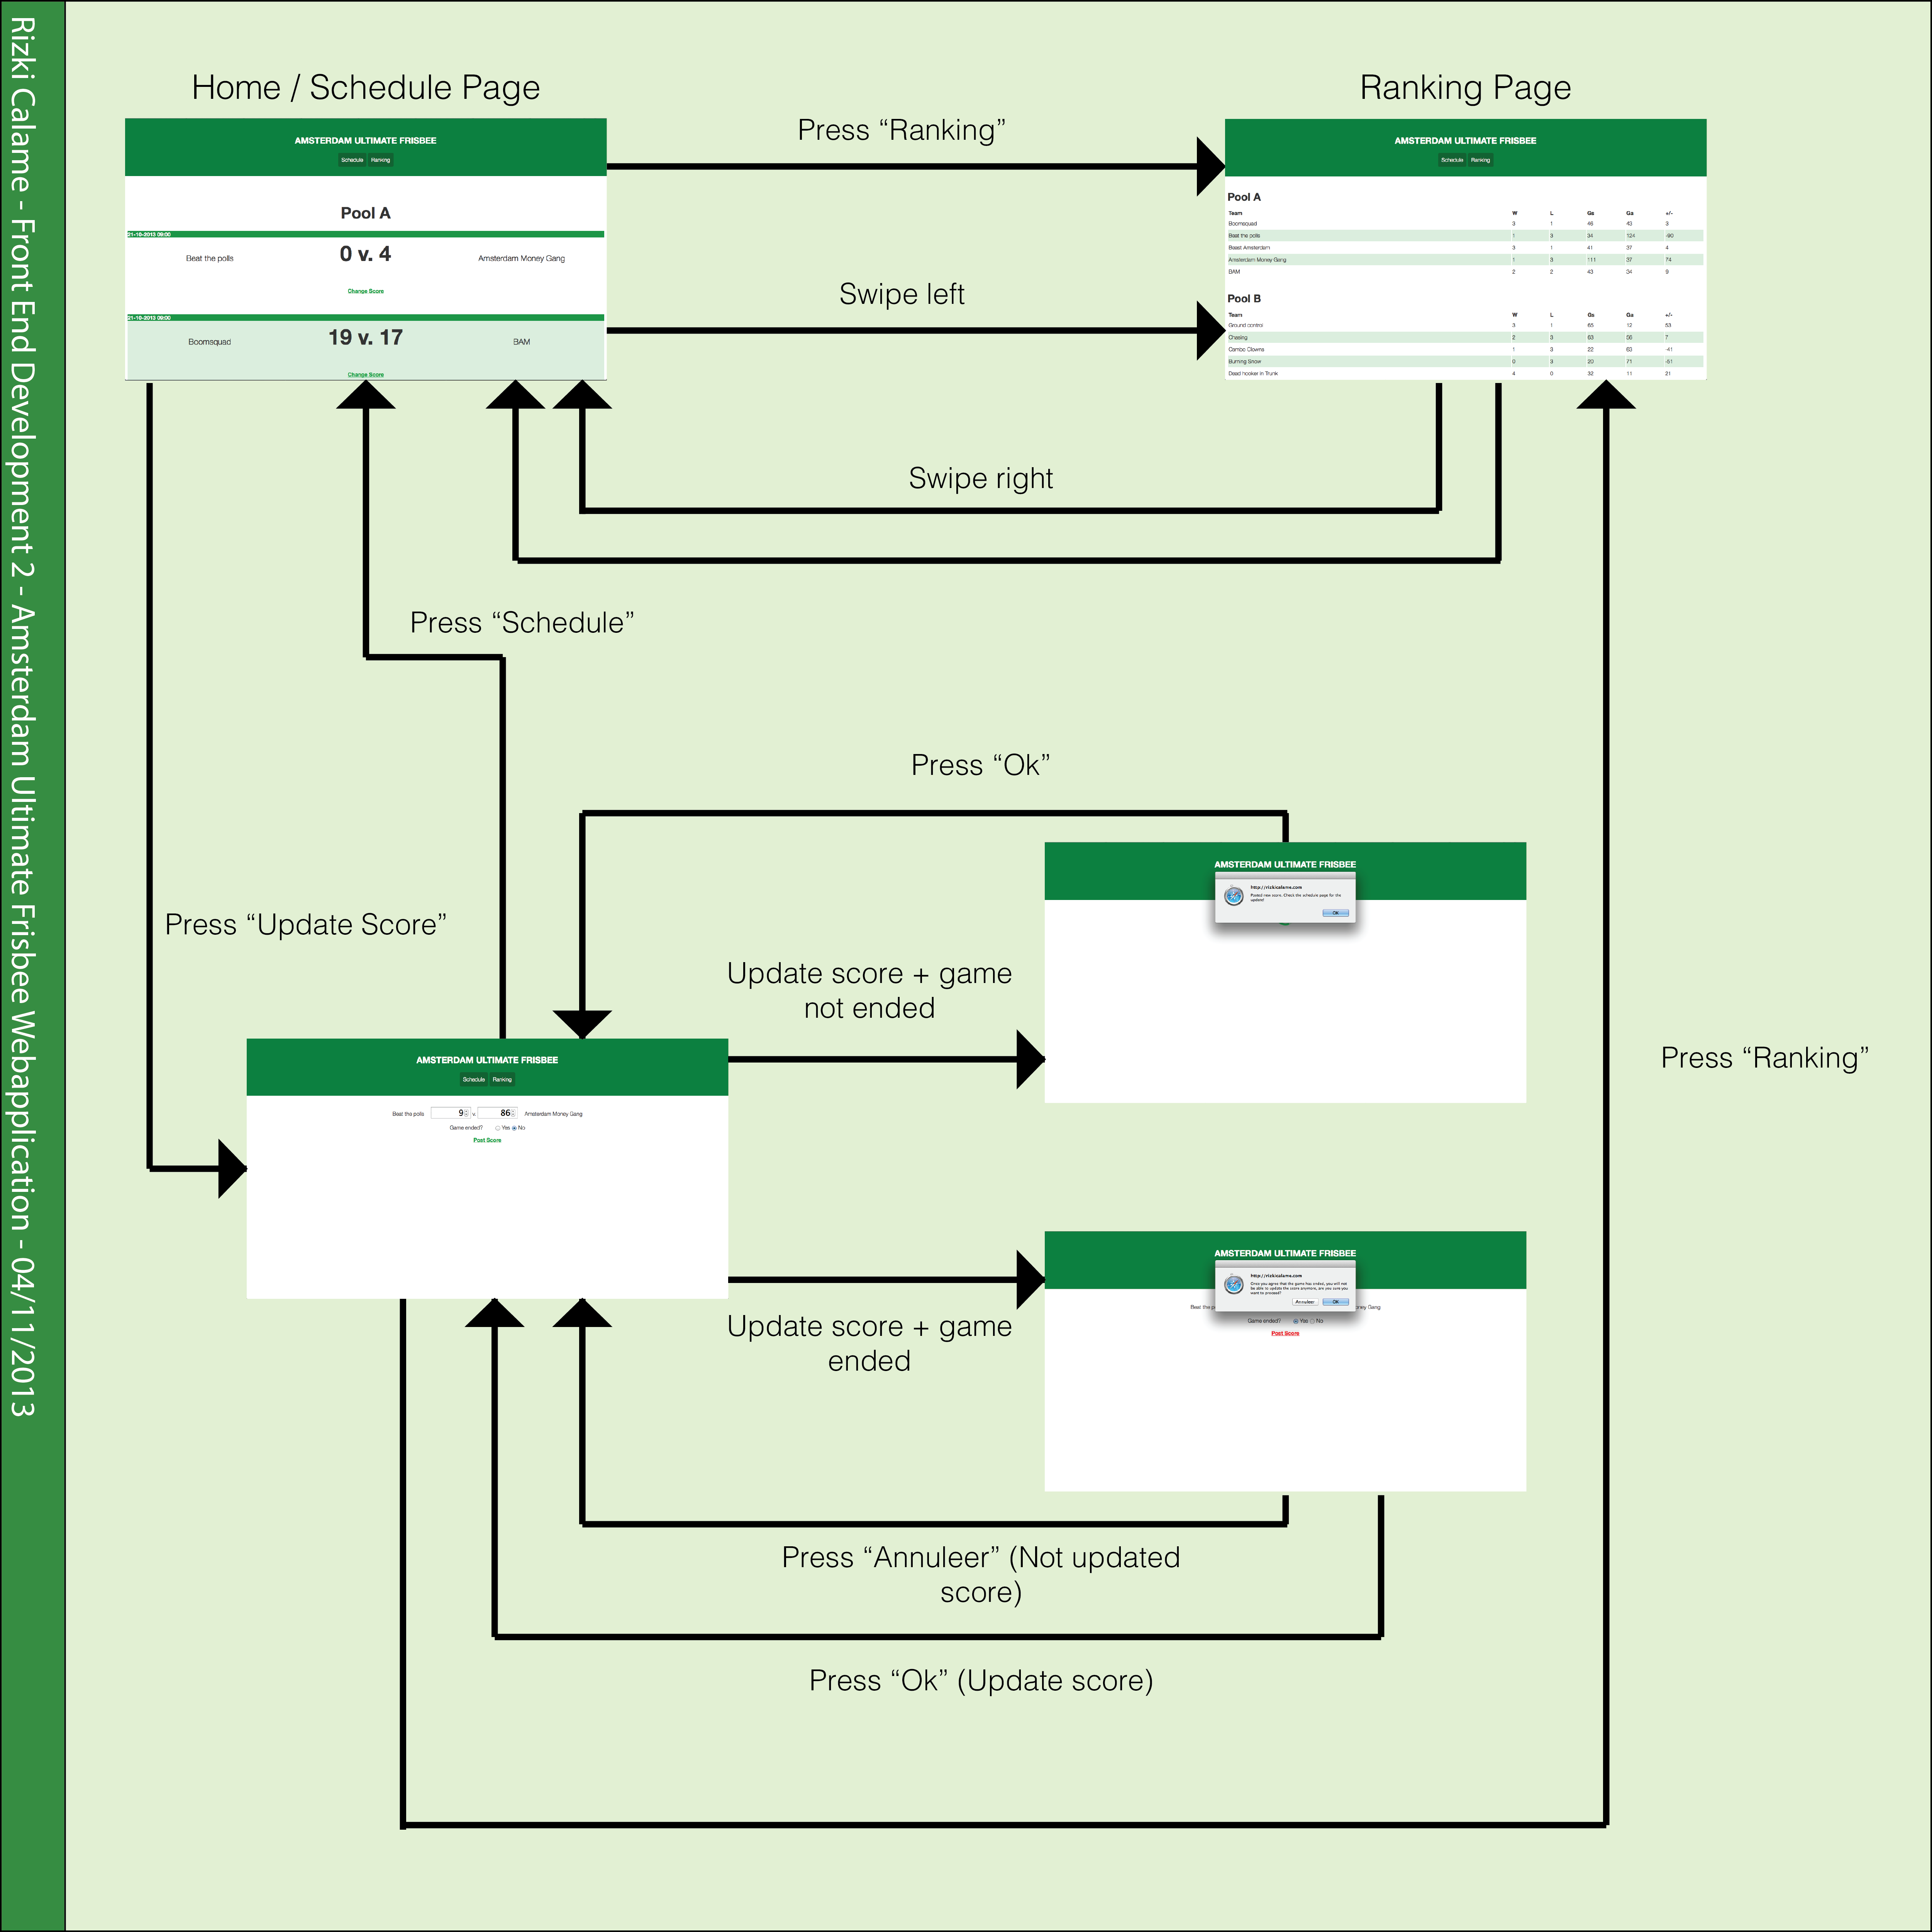 Rizki Calame - Front End Development 2 - Amsterdam Ultimate Frisbee Webapplication - 04/11/2013
Home / Schedule Page
AMSTERDAM ULTIMATE FRISBEE
Schedule Ranking
Pool A
21-10-2013 09:00
Beat the polls 0 v. 4 Amsterdam Money Gang
Change Score
21-10-2013 09:00
Boomsquad 19 v. 17 BAM
Change Score
Press “Ranking”
Swipe left
Ranking Page
AMSTERDAM ULTIMATE FRISBEE
Schedule Ranking
Pool A
Team W L Gs Ga +/-
Boomsquad 3 1 46 43 3
Beat the polls 1 3 34 124 -90
Beast Amsterdam 3 1 41 37 4
Amsterdam Money Gang 1 3 111 37 74
BAM 2 2 43 34 9
Pool B
Team W L Gs Ga +/-
Ground control 3 1 65 12 53
Chasing 2 3 63 56 7
Combo Clowns 1 3 22 63 -41
Burning Snow 0 3 20 71 -51
Dead hooker in Trunk 4 0 32 11 21
Swipe right
Press “Schedule”
Press “Ok”
AMSTERDAM ULTIMATE FRISBEE
http://rizkicalame.com
Posted new score. Check the schedule page for the
update!
OK
Press “Update Score”
Update score + game
not ended
AMSTERDAM ULTIMATE FRISBEE
Schedule Ranking
Beat the polls 9 v. 86 Amsterdam Money Gang
Game ended? Yes No
Post Score
Press “Ranking”
Update score + game
ended
AMSTERDAM ULTIMATE FRISBEE
http://rizkicalame.com
Once you agree that the game has ended, you will not
be able to update the score anymore, are you sure you
want to proceed?
Annuleer OK
Beat the p ney Gang
Game ended? Yes No
Post Score
Press “Annuleer” (Not updated
score)
Press “Ok” (Update score)